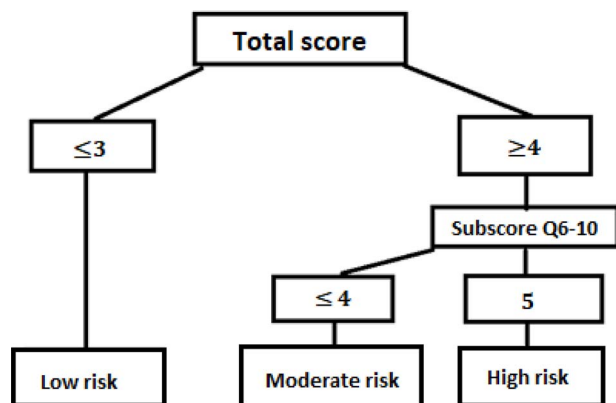 Total score
≤3
≥4
Subscore Q6-10
≤ 4
5
Low risk
Moderate risk
High risk